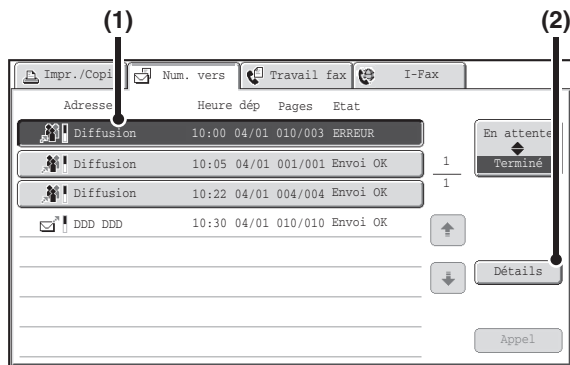 (1) (2)
Impr./Copi Num. vers Travail fax I-Fax
Adresse Heure dép Pages Etat
Diffusion 10:00 04/01 010/003 ERREUR
En attente
Diffusion 10:05 04/01 001/001 Envoi OK
1
Terminé
1
Diffusion 10:22 04/01 004/004 Envoi OK
DDD DDD 10:30 04/01 010/010 Envoi OK
Détails
Appel